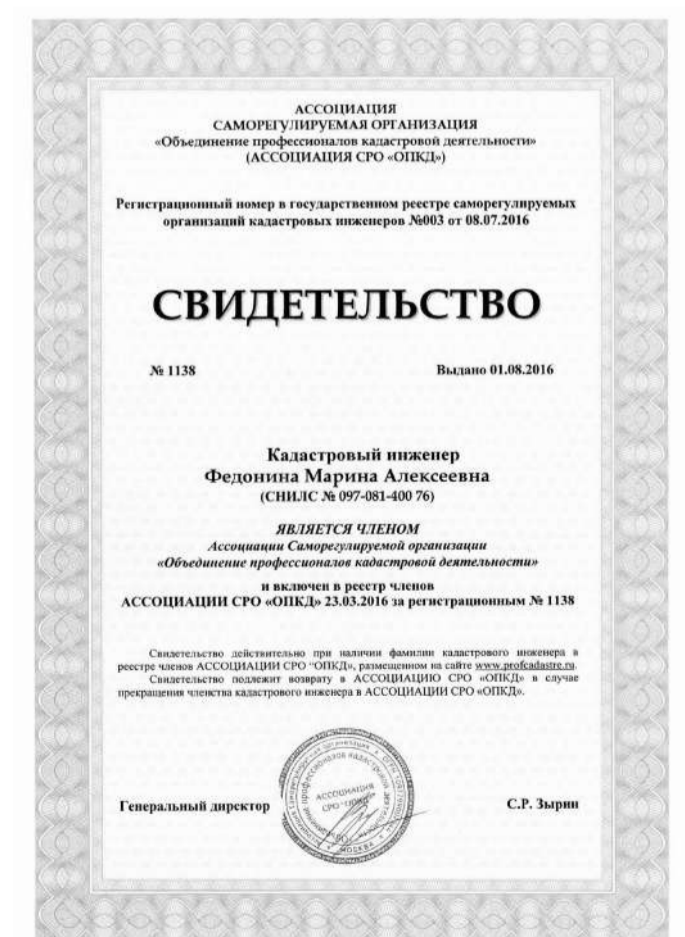 АССОЦИАЦИЯ
САМОРЕГУЛИРУЕМАЯ ОРГАНИЗАЦИЯ
«Объединение профессионалов кадастровой деятельности»
(АССОЦИАЦИЯ СРО «ОПКД»)
Регистрационный номер в государственном реестре саморегулируемых
организаций кадастровых инженеров №003 от 08.07.2016
СВИДЕТЕЛЬСТВО
№ 1138 Выдано 01.08.2016
Кадастровый инженер
Федонина Марина Алексеевна
(СНИЛС № 097-081-400 76)
ЯВЛЯЕТСЯ ЧЛЕНОМ
Ассоциации Саморегулируемой организации
«Объединение профессионалов кадастровой деятельности»
и включен в реестр членов
АССОЦИАЦИИ СРО «ОПКД» 23.03.2016 за регистрационным № 1138
Свидетельство действительно при наличии фамилии кадастрового инженера в
реестре членов АССОЦИАЦИИ СРО "ОПКД», размещенном на сайте www.profcadastre.ru.
Свидетельство подлежит возврату в АССОЦИАЦИЮ СРО «ОПКД» в случае
прекращения членства кадастрового инженера в АССОЦИАЦИИ СРО «ОПКД».
АССОЦИАЦИЯ
СРО "ОПКД"
МОСКВА
Генеральный директор С.Р. Зырин